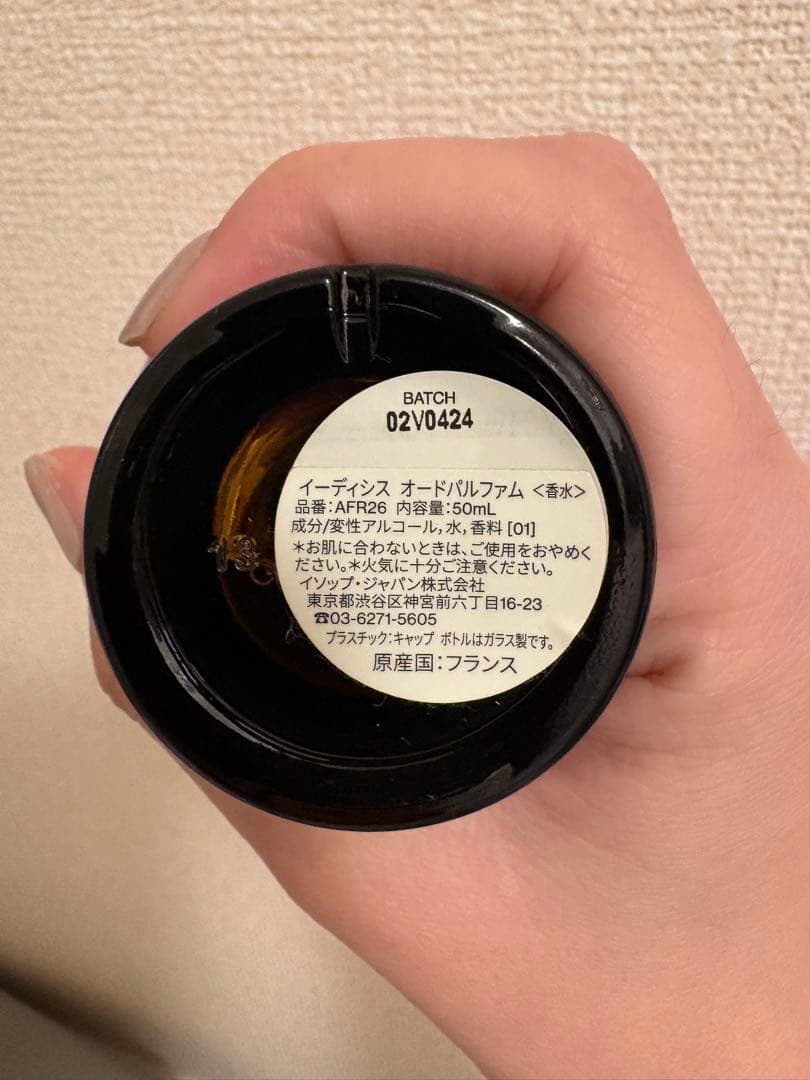 BATCH
02V0424
イーディシス オードパルファム <香水>
品番:AFR26 内容量:50mL
成分/変性アルコール,水,香料 [01]
*お肌に合わないときは、ご使用をおやめく
ださい。*火気に十分ご注意ください。
イソップ・ジャパン株式会社
東京都渋谷区神宮前六丁目16-23
☎03-6271-5605
プラスチック:キャップ ボトルはガラス製です。
原産国:フランス